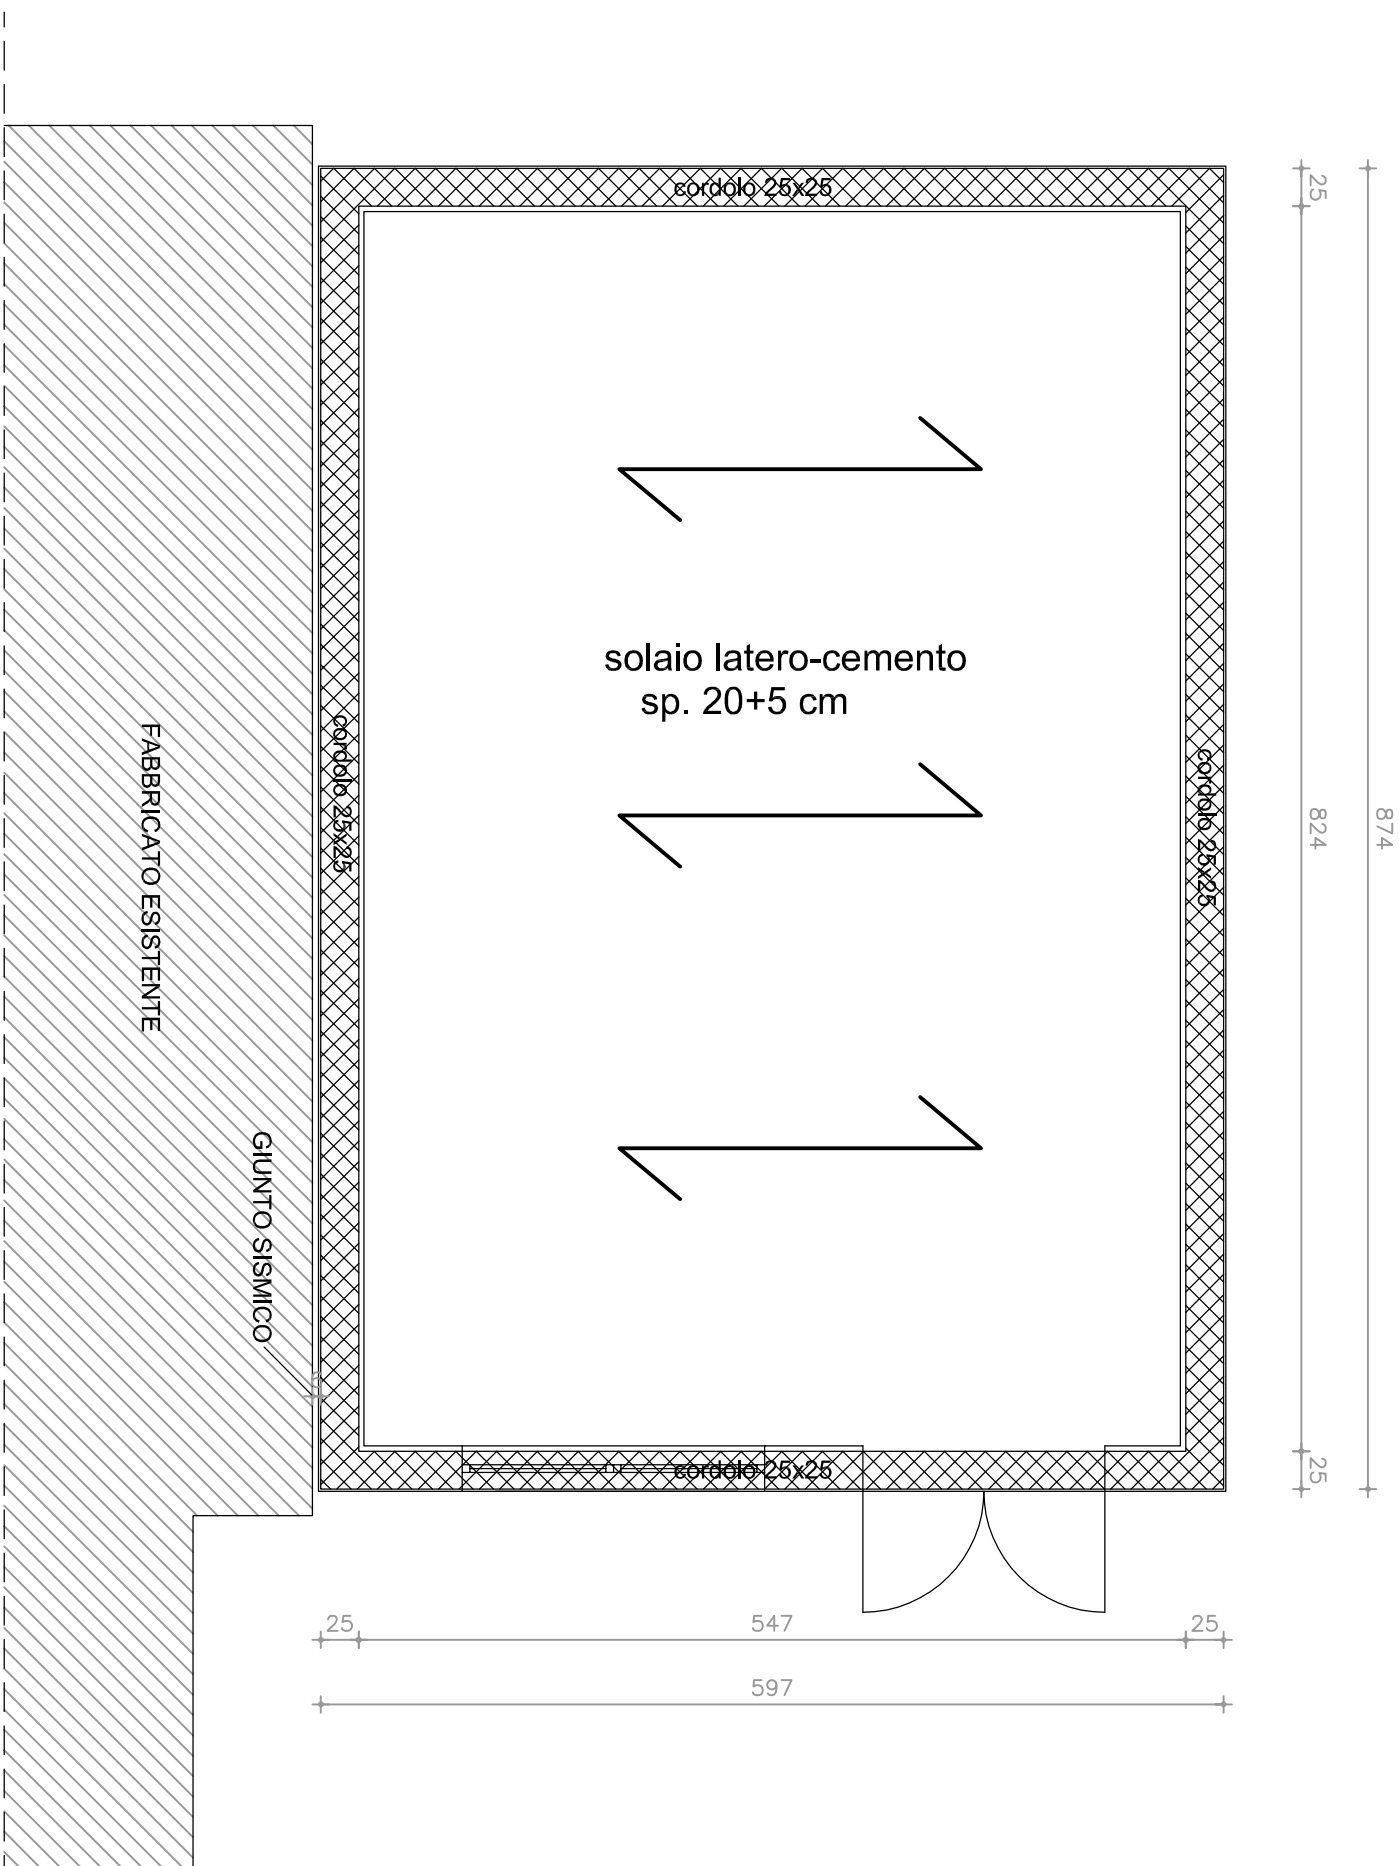 cordolo 25x25
25
solaio latero-cemento
sp. 20+5 cm
cordolo 25x25
cordolo 25x25
824
874
FABBRICATO ESISTENTE
GIUNTO SISMICO
cordolo 25x25
25
25
547
25
597